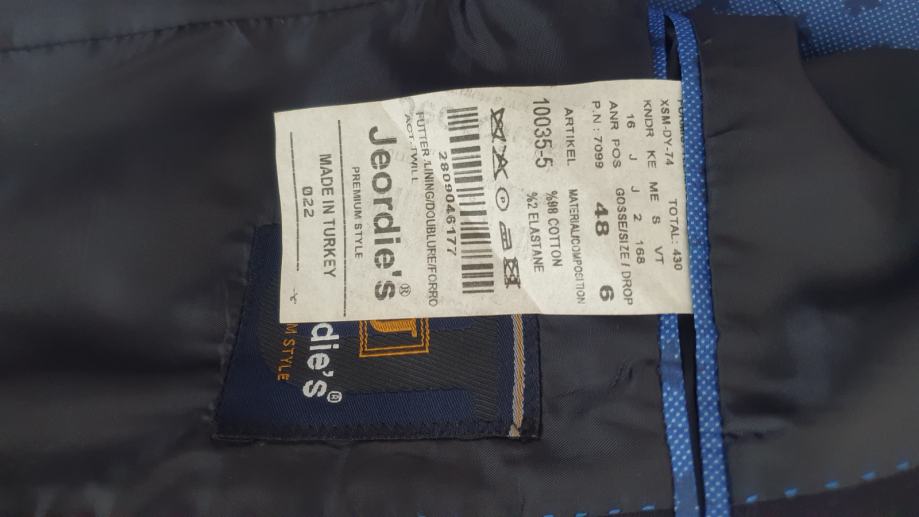 XSM-DY-74 TOTAL: 430
KNDR KE ME S VT
16 J J 2 168
ANR POS GOSSE/SIZE / DROP
P.N : 7099 48 6
ARTIKEL MATERIAL/COMPOSITION
10035-5 %98 COTTON
%2 ELASTANE
P
2809046177
FUTTER /LINING/DOUBLURE/FORRO
ACT .TWILL
Jeordie's®
PREMIUM STYLE
MADE IN TURKEY
022
die's®
M STYLE